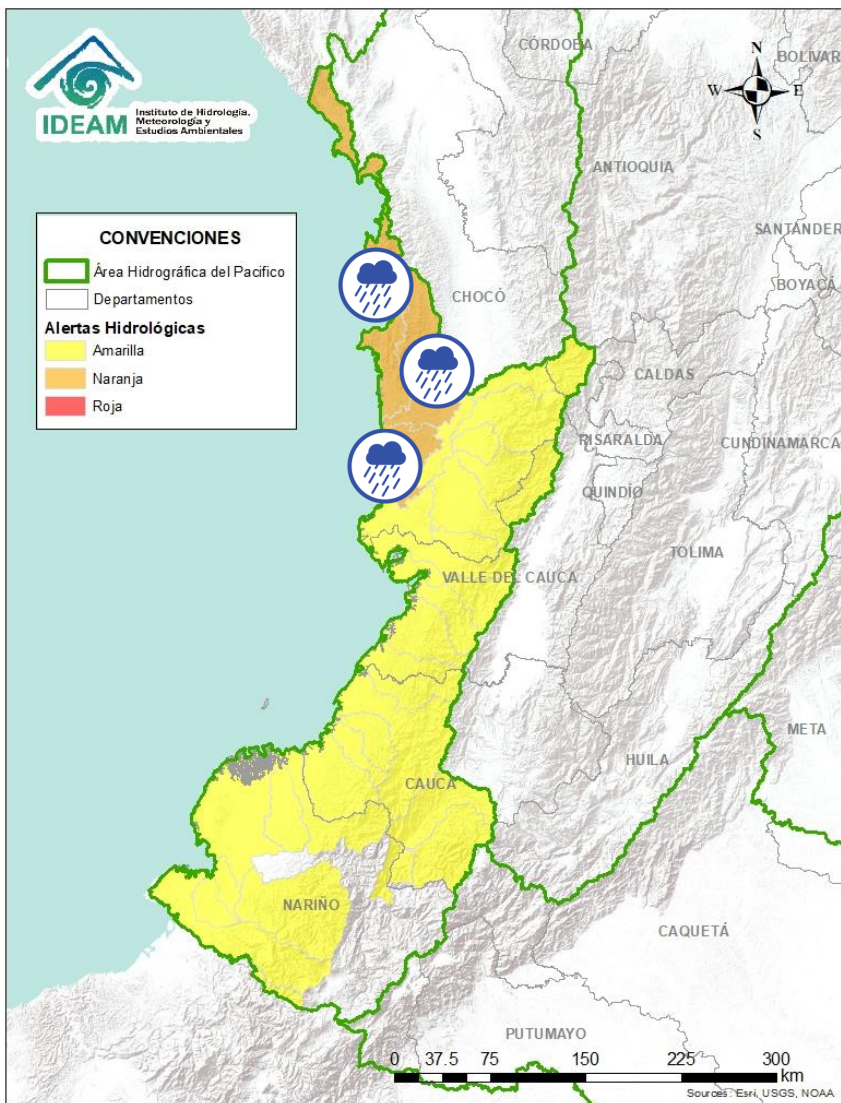 IDEAM
Instituto de Hidrología,
Meteorología y
Estudios Ambientales
CÓRDOBA
BOLIVAR
N
W
E
S
ANTIOQUIA
SANTANDER
BOYACÁ
CONVENCIONES
Área Hidrográfica del Pacifico
Departamentos
Alertas Hidrológicas
Amarilla
Naranja
Roja
CHOCÓ
CALDAS
RISARALDA
CUNDINAMARCA
QUINDÍO
TOLIMA
VALLE DEL CAUCA
META
HUILA
CAUCA
NARIÑO
CAQUETÁ
PUTUMAYO
0 37.5 75 150 225 300
km
Sources: Esri, USGS, NOAA